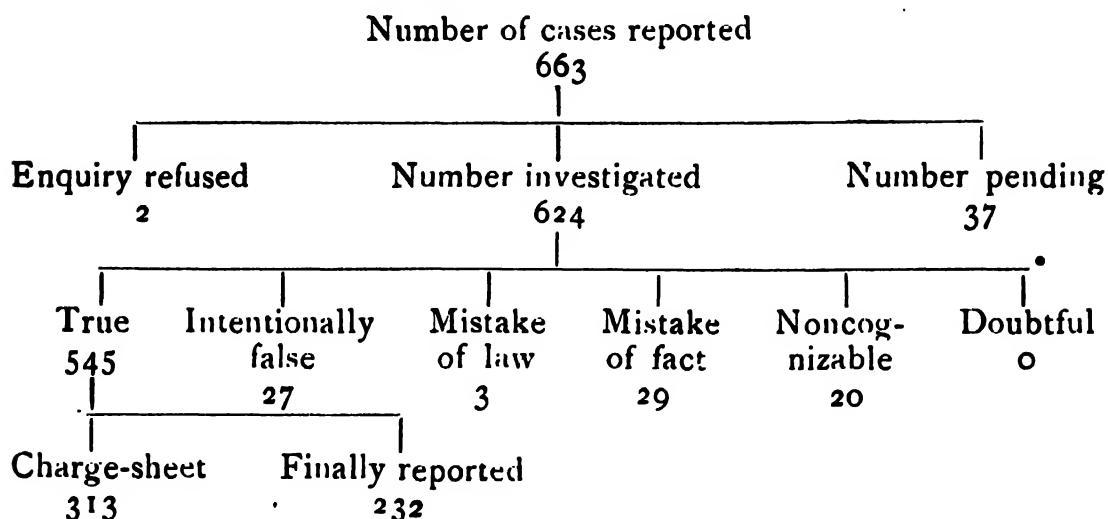 Number of cases reported
663
Enquiry refused Number investigated Number pending
2 624 37
True Intentionally Mistake Mistake Noncog- Doubtful
545 false of law of fact nizable 0
27 3 29 20
Charge-sheet Finally reported
313 232